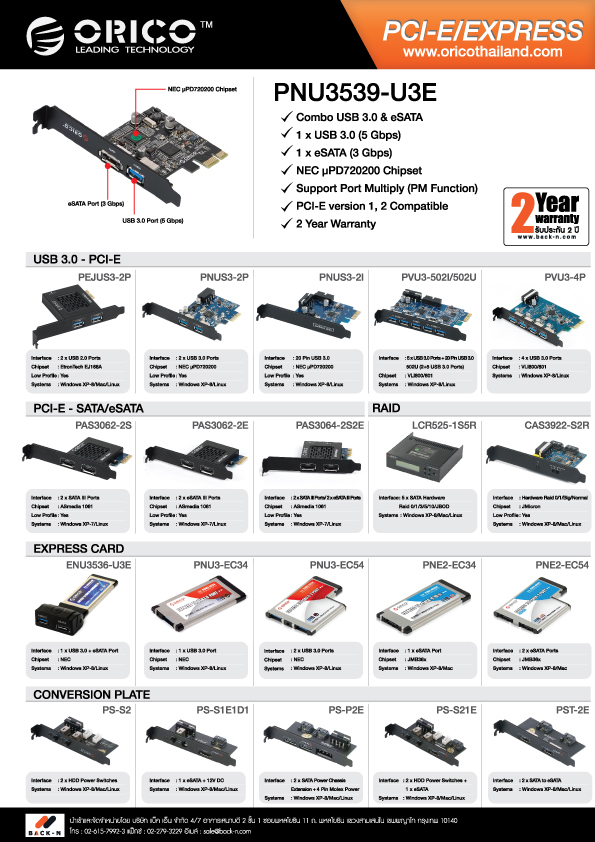 ORICO™
LEADING TECHNOLOGY
PCI-E/EXPRESS
www.oricothailand.com
NEC µPD720200 Chipset
eSATA Port (3 Gbps)
USB 3.0 Port (5 Gbps)
PNU3539-U3E
✓ Combo USB 3.0 & eSATA
✓ 1 x USB 3.0 (5 Gbps)
✓ 1 x eSATA (3 Gbps)
✓ NEC µPD720200 Chipset
✓ Support Port Multiply (PM Function)
✓ PCI-E version 1, 2 Compatible
✓ 2 Year Warranty
2 Year
warranty
รับประกัน 2 ปี
www.back-n.com
USB 3.0 - PCI-E
PEJUS3-2P
Interface : 2 x USB 2.0 Ports
Chipset : EtronTech EJ168A
Low Profile : Yes
Systems : Windows XP-8/Mac/Linux
PNUS3-2P
Interface : 2 x USB 3.0 Ports
Chipset : NEC µPD720200
Low Profile : Yes
Systems : Windows XP-8/Linux
PNUS3-2I
Interface : 20 Pin USB 3.0
Chipset : NEC µPD720200
Low Profile : Yes
Systems : Windows XP-8/Linux
PVU3-502I/502U
Interface : 5 x USB 3.0 Ports + 20 Pin USB 3.0
502U (2+5 USB 3.0 Ports)
Chipset : VLI800/801
Systems : Windows XP-8/Linux
PVU3-4P
Interface : 4 x USB 3.0 Ports
Chipset : VLI800/801
Systems : Windows XP-8/Linux
PCI-E - SATA/eSATA
PAS3062-2S
Interface : 2 x SATA III Ports
Chipset : ASmedia 1061
Low Profile : Yes
Systems : Windows XP-7/Linux
PAS3062-2E
Interface : 2 x eSATA III Ports
Chipset : ASmedia 1061
Low Profile : Yes
Systems : Windows XP-7/Linux
PAS3064-2S2E
Interface : 2 x SATA III Ports/ 2 x eSATA III Ports
Chipset : ASmedia 1061
Low Profile : Yes
Systems : Windows XP-7/Linux
RAID
LCR525-1S5R
Interface: 5 x SATA Hardware
Raid 0/1/3/5/10/JBOD
Systems : Windows XP-8/Mac/Linux
CAS3922-S2R
Interface : Hardware Raid 0/1/Big/Normal
Chipset : JMicron
Low Profile : Yes
Systems : Windows XP-8/Mac/Linux
EXPRESS CARD
ENU3536-U3E
Interface : 1 x USB 3.0 + eSATA Port
Chipset : NEC
Systems : Windows XP-8/Linux
PNU3-EC34
Interface : 1 x USB 3.0 Port
Chipset : NEC
Systems : Windows XP-8/Linux
PNU3-EC54
Interface : 2 x USB 3.0 Ports
Chipset : NEC
Systems : Windows XP-8/Linux
PNE2-EC34
Interface : 1 x eSATA Port
Chipset : JMB36x
Systems : Windows XP-8/Mac
PNE2-EC54
Interface : 2 x eSATA Ports
Chipset : JMB36x
Systems : Windows XP-8/Mac
CONVERSION PLATE
PS-S2
Interface : 2 x HDD Power Switches
Systems : Windows XP-8/Mac/Linux
PS-S1E1D1
Interface : 1 x eSATA + 12V DC
Systems : Windows XP-8/Mac/Linux
PS-P2E
Interface : 2 x SATA Power Chassis
Extension + 4 Pin Molex Power
Systems : Windows XP-8/Mac/Linux
PS-S21E
Interface : 2 x HDD Power Switches +
1 x eSATA
Systems : Windows XP-8/Mac/Linux
PST-2E
Interface : 2 x SATA to eSATA
Systems : Windows XP-8/Mac/Linux
BACK-N
นำเข้าและจัดจำหน่ายโดย บริษัท แบ็ค เอ็น จำกัด 4/7 อาคารเสนาบดี 2 ชั้น 1 ซอยพหลโยธิน 11 ถ. พหลโยธิน แขวงสามเสนใน เขตพญาไท กรุงเทพ 10140
โทร : 02-615-7992-3 แฟ็กซ์ : 02-279-3229 อีเมล์ : sale@back-n.com